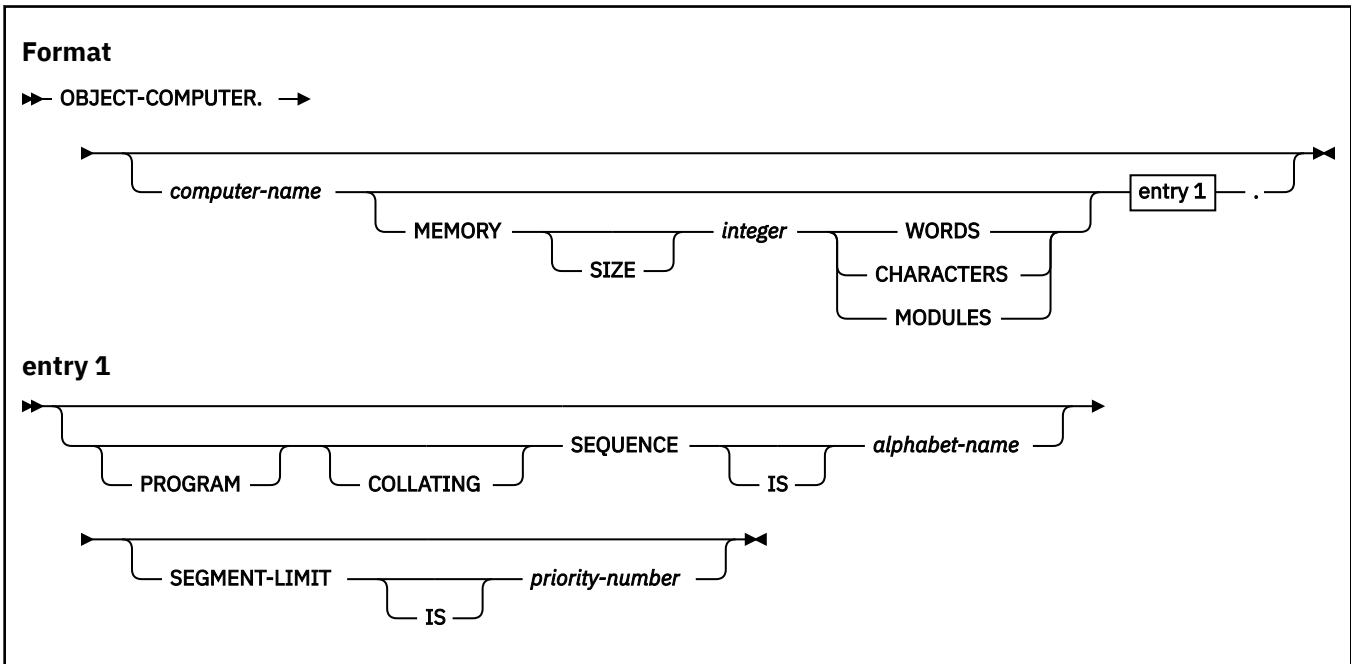 Format
OBJECT-COMPUTER.
computer-name entry 1 .
MEMORY integer WORDS
SIZE CHARACTERS
MODULES
entry 1
SEQUENCE alphabet-name
PROGRAM COLLATING IS
SEGMENT-LIMIT priority-number
IS